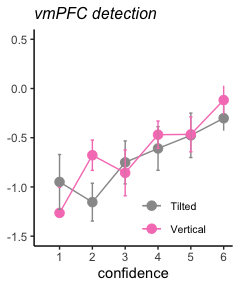 vmPFC detection
0.5
0.0
-0.5
-1.0
-1.5
Tilted
Vertical
1 2 3 4 5 6
confidence